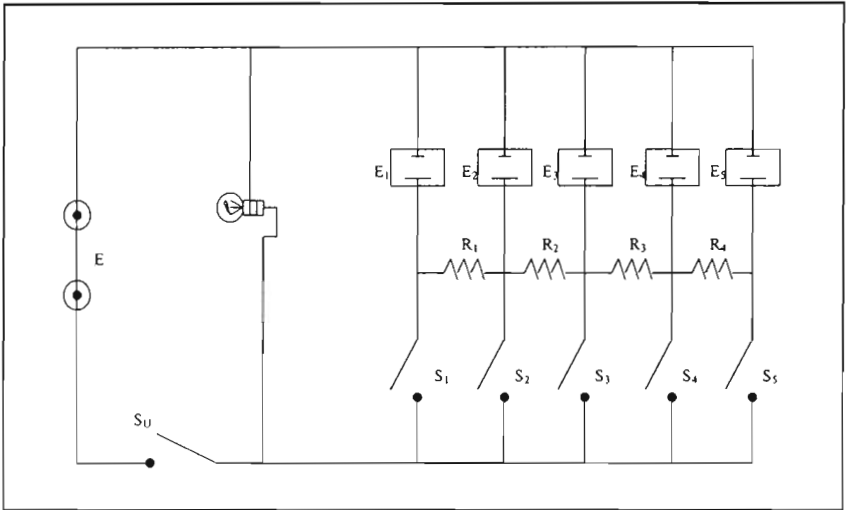 E₁ E₂ E₃ E₄ E₅
R₁ R₂ R₃ R₄
E
S₁ S₂ S₃ S₄ S₅
S_U